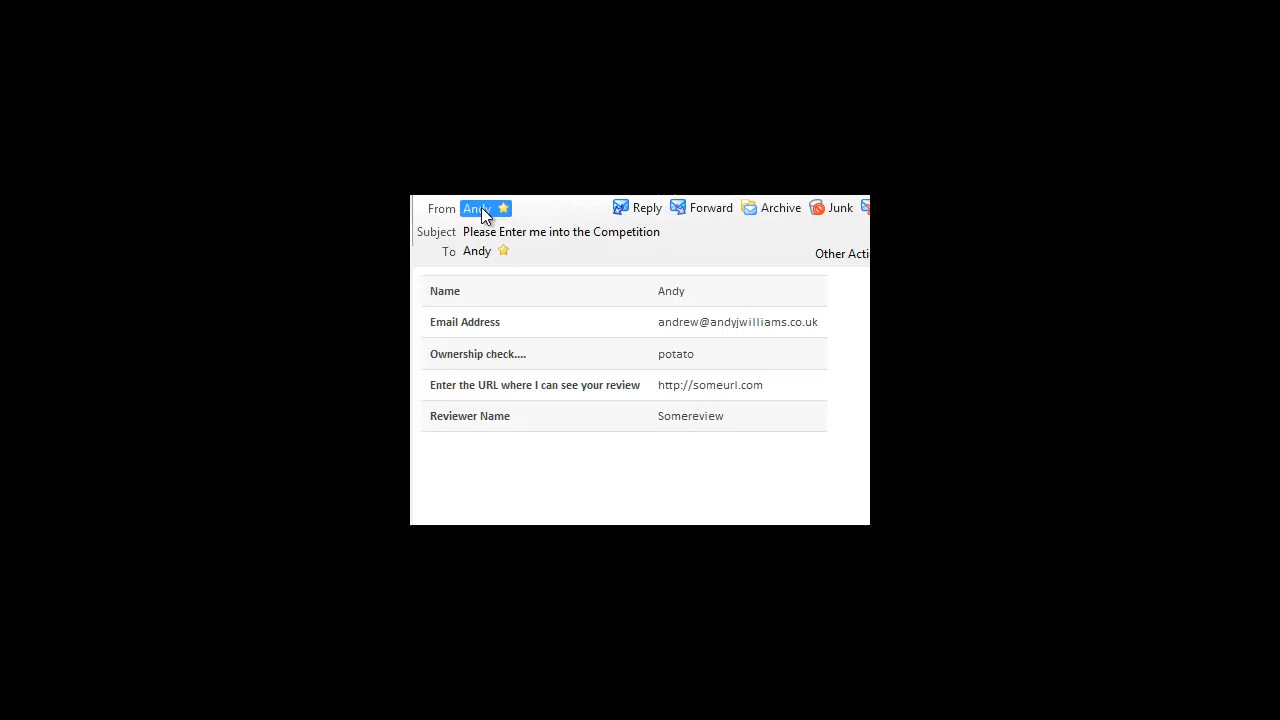 From Andy Reply Forward Archive Junk
Subject Please Enter me into the Competition
To Andy Other Acti
Name Andy
Email Address andrew@andyjwilliams.co.uk
Ownership check.... potato
Enter the URL where I can see your review http://someurl.com
Reviewer Name Somereview